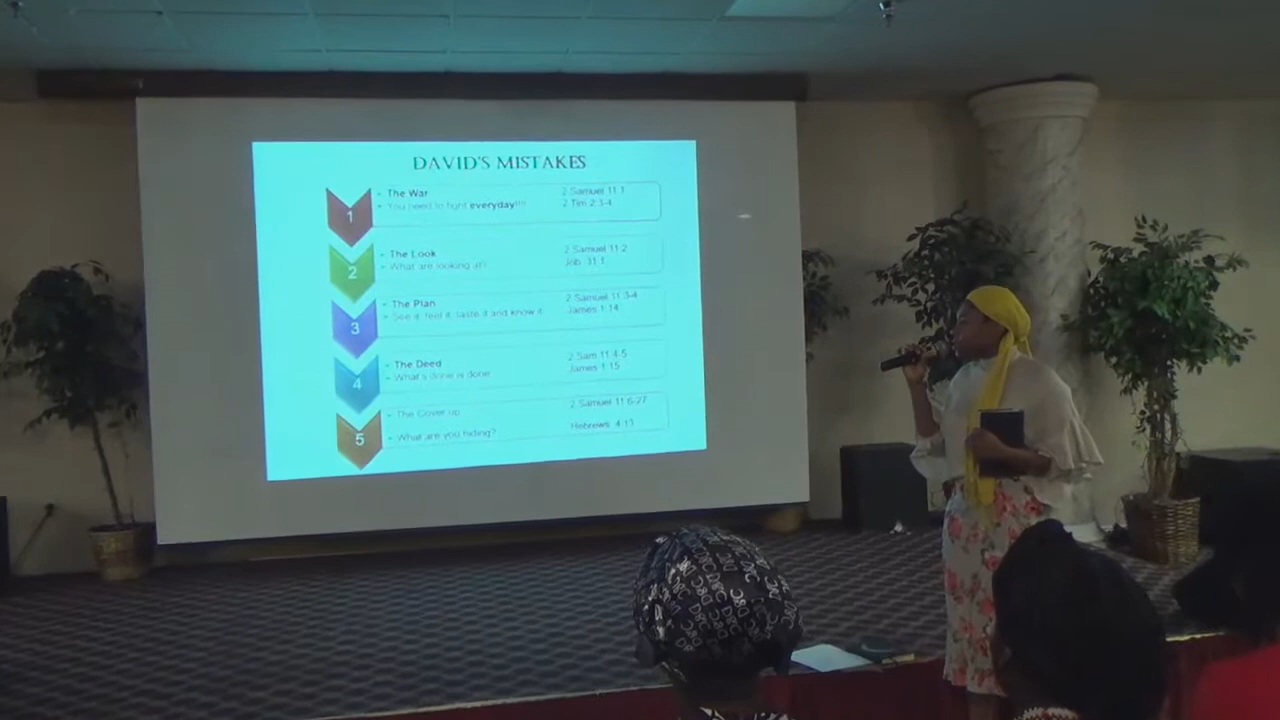 DAVID'S MISTAKES
1
- The War
2 Samuel 11:1
- You need to fight everyday!!!!
2 Tim 2:3-4
2
- The Look
2 Samuel 11:2
- What are looking at?
Job 31:1
3
- The Plan
2 Samuel 11:3-4
- See it, feel it, taste it and know it
James 1:14
4
- The Deed
2 Sam 11:4-5
- What's done is done
James 1:15
5
- The Cover up
2 Samuel 11:6-27
- What are you hiding?
Hebrews 4:13